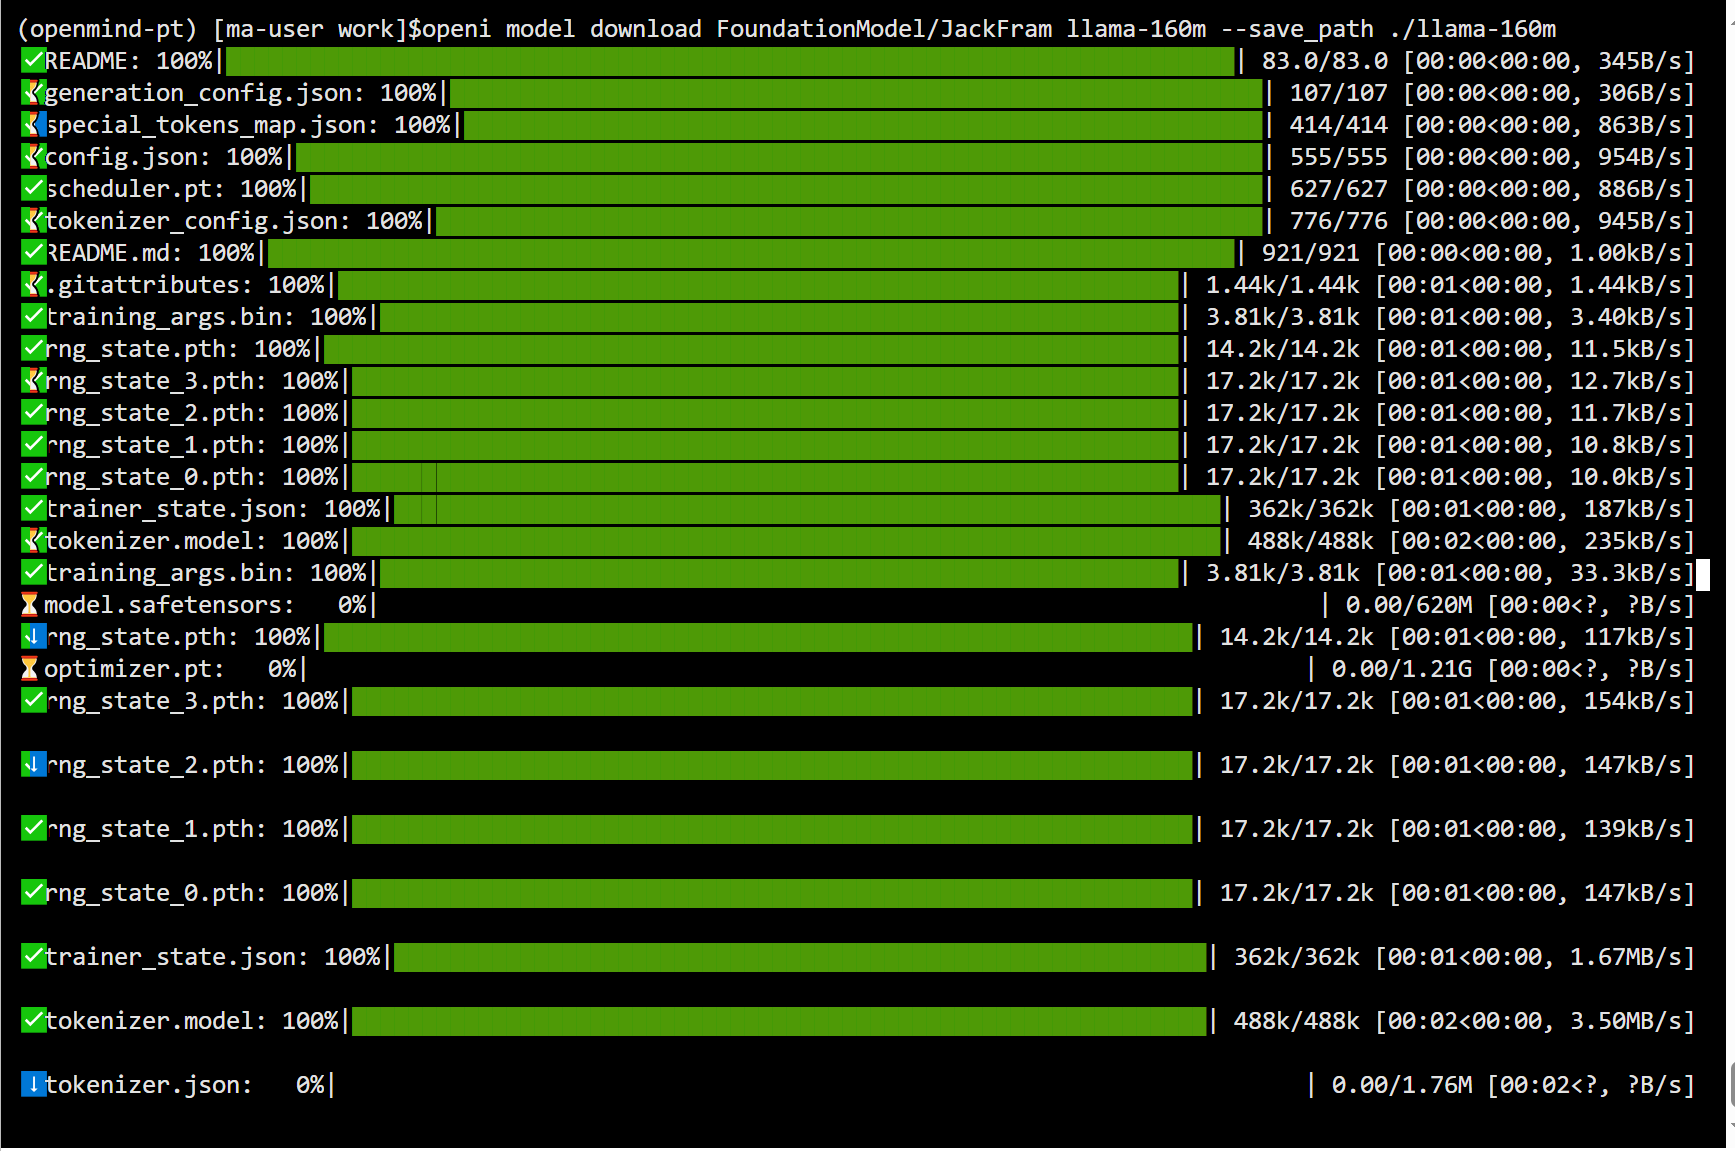 (openmind-pt) [ma-user work]$openi model download FoundationModel/JackFram llama-160m --save_path ./llama-160m
✅README: 100%| | 83.0/83.0 [00:00<00:00, 345B/s]
generation_config.json: 100%| | 107/107 [00:00<00:00, 306B/s]
special_tokens_map.json: 100%| | 414/414 [00:00<00:00, 863B/s]
config.json: 100%| | 555/555 [00:00<00:00, 954B/s]
✅scheduler.pt: 100%| | 627/627 [00:00<00:00, 886B/s]
tokenizer_config.json: 100%| | 776/776 [00:00<00:00, 945B/s]
✅README.md: 100%| | 921/921 [00:00<00:00, 1.00kB/s]
.gitattributes: 100%| | 1.44k/1.44k [00:01<00:00, 1.44kB/s]
✅training_args.bin: 100%| | 3.81k/3.81k [00:01<00:00, 3.40kB/s]
✅rng_state.pth: 100%| | 14.2k/14.2k [00:01<00:00, 11.5kB/s]
rng_state_3.pth: 100%| | 17.2k/17.2k [00:01<00:00, 12.7kB/s]
✅rng_state_2.pth: 100%| | 17.2k/17.2k [00:01<00:00, 11.7kB/s]
✅rng_state_1.pth: 100%| | 17.2k/17.2k [00:01<00:00, 10.8kB/s]
✅rng_state_0.pth: 100%| | 17.2k/17.2k [00:01<00:00, 10.0kB/s]
✅trainer_state.json: 100%| | 362k/362k [00:01<00:00, 187kB/s]
tokenizer.model: 100%| | 488k/488k [00:02<00:00, 235kB/s]
✅training_args.bin: 100%| | 3.81k/3.81k [00:01<00:00, 33.3kB/s]
⏳model.safetensors: 0%| | 0.00/620M [00:00<?, ?B/s]
rng_state.pth: 100%| | 14.2k/14.2k [00:01<00:00, 117kB/s]
⏳optimizer.pt: 0%| | 0.00/1.21G [00:00<?, ?B/s]
✅rng_state_3.pth: 100%| | 17.2k/17.2k [00:01<00:00, 154kB/s]
rng_state_2.pth: 100%| | 17.2k/17.2k [00:01<00:00, 147kB/s]
✅rng_state_1.pth: 100%| | 17.2k/17.2k [00:01<00:00, 139kB/s]
✅rng_state_0.pth: 100%| | 17.2k/17.2k [00:01<00:00, 147kB/s]
✅trainer_state.json: 100%| | 362k/362k [00:01<00:00, 1.67MB/s]
✅tokenizer.model: 100%| | 488k/488k [00:02<00:00, 3.50MB/s]
tokenizer.json: 0%| | 0.00/1.76M [00:02<?, ?B/s]